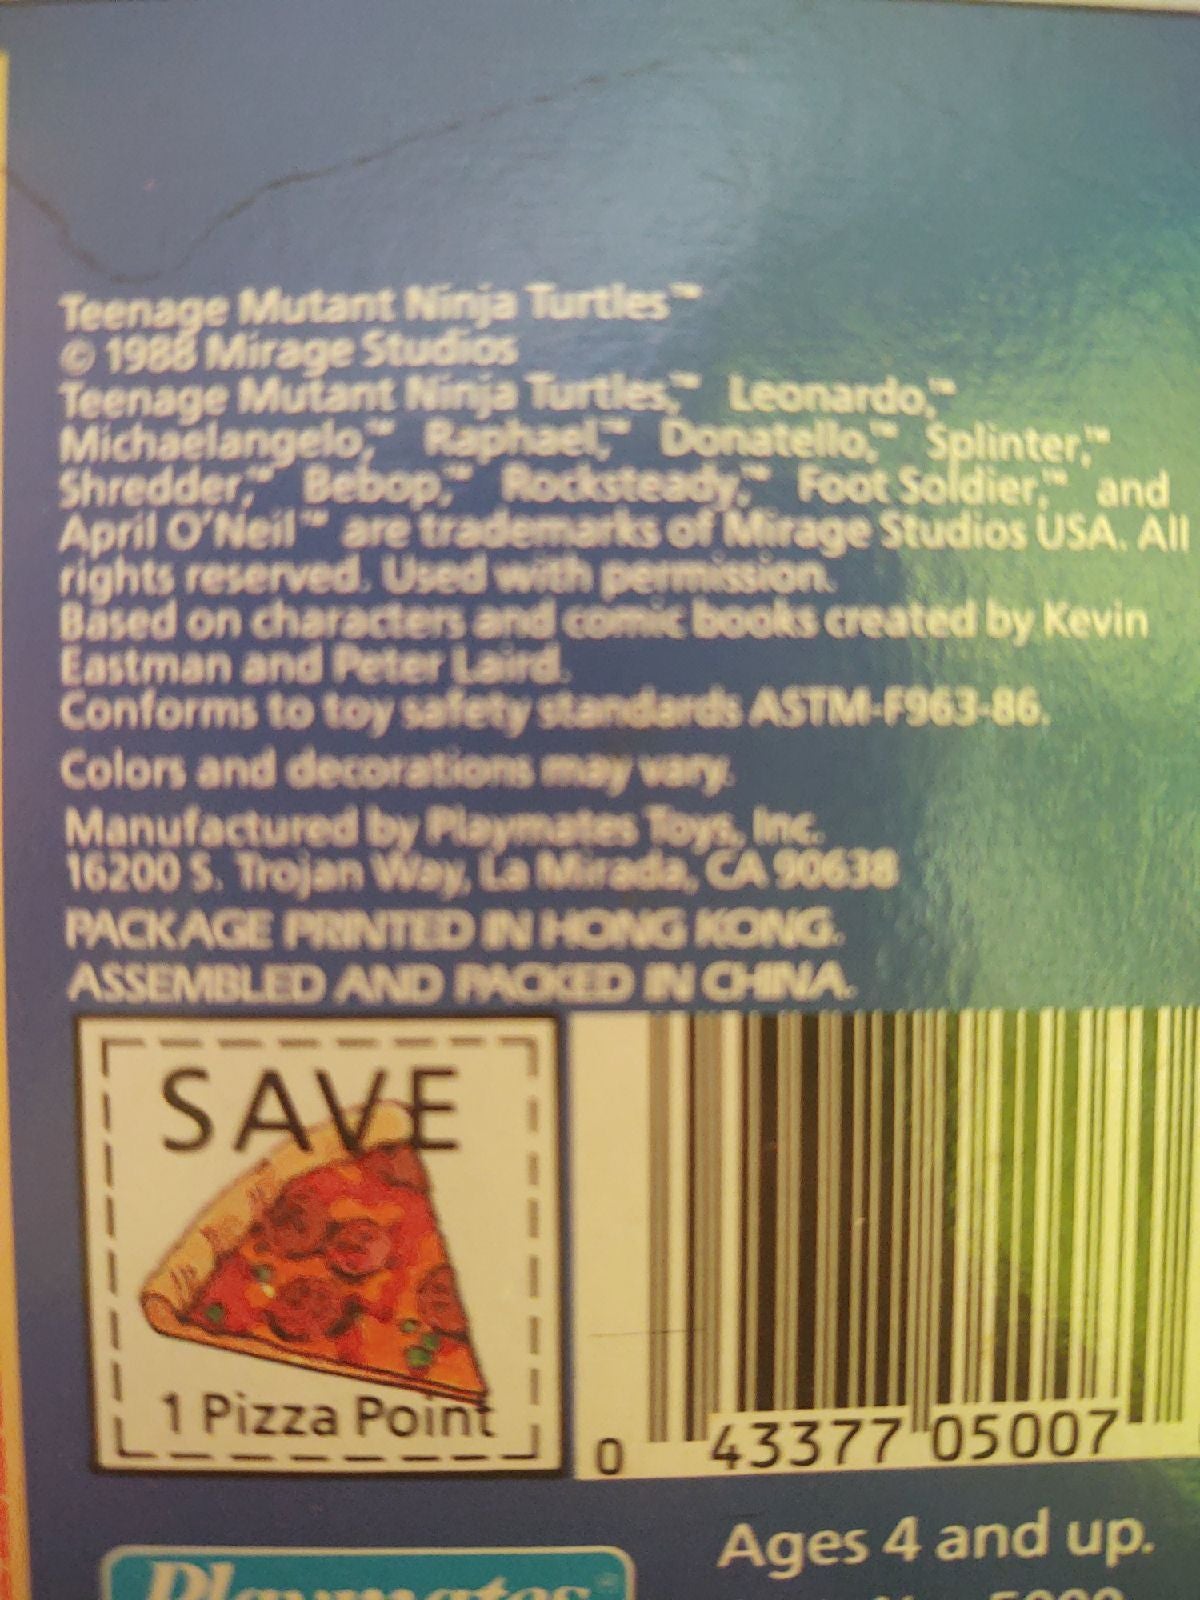 Teenage Mutant Ninja Turtles™
© 1988 Mirage Studios
Teenage Mutant Ninja Turtles,™ Leonardo,™
Michaelangelo,™ Raphael,™ Donatello,™ Splinter,™
Shredder,™ Bebop,™ Rocksteady,™ Foot Soldier,™ and
April O'Neil™ are trademarks of Mirage Studios USA. All
rights reserved. Used with permission.
Based on characters and comic books created by Kevin
Eastman and Peter Laird.
Conforms to toy safety standards ASTM-F963-86.
Colors and decorations may vary.
Manufactured by Playmates Toys, Inc.
16200 S. Trojan Way, La Mirada, CA 90638
PACKAGE PRINTED IN HONG KONG.
ASSEMBLED AND PACKED IN CHINA.
SAVE
1 Pizza Point
0 43377 05007
Ages 4 and up.
Playmates